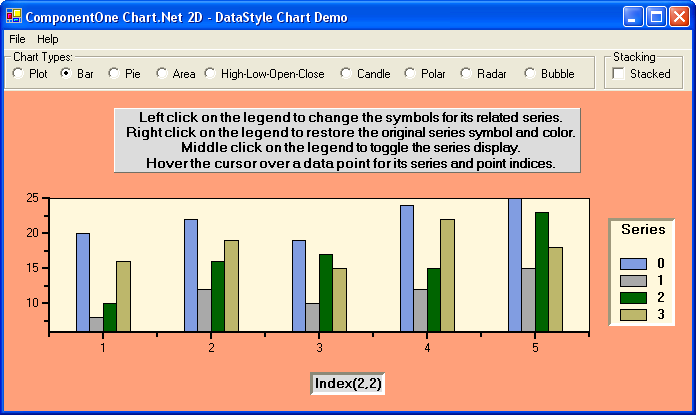 ComponentOne Chart.Net 2D - DataStyle Chart Demo
File Help
Chart Types:
Plot Bar Pie Area High-Low-Open-Close Candle Polar Radar Bubble
Stacking
Stacked
Left click on the legend to change the symbols for its related series.
Right click on the legend to restore the original series symbol and color.
Middle click on the legend to toggle the series display.
Hover the cursor over a data point for its series and point indices.
25
20
15
10
1 2 3 4 5
Series
0
1
2
3
Index(2,2)